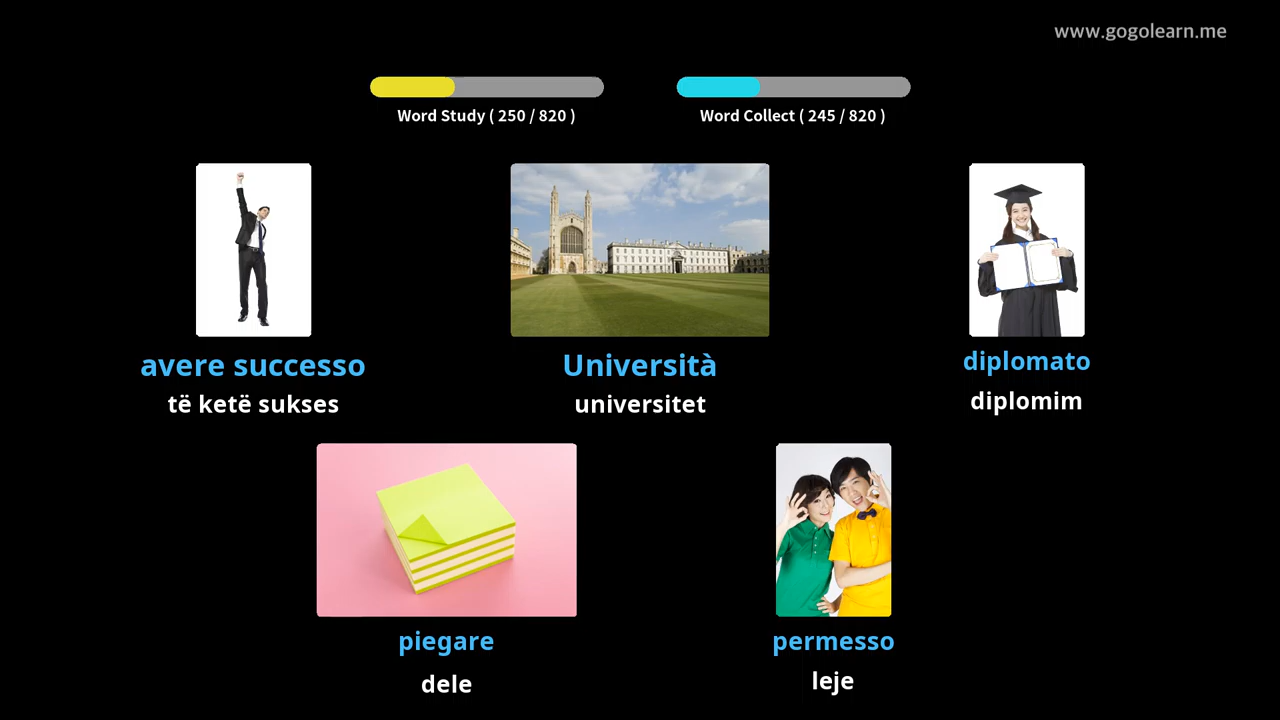 www.gogolearn.me
Word Study ( 250 / 820 )
Word Collect ( 245 / 820 )
avere successo
të ketë sukses
Università
universitet
diplomato
diplomim
piegare
dele
permesso
leje